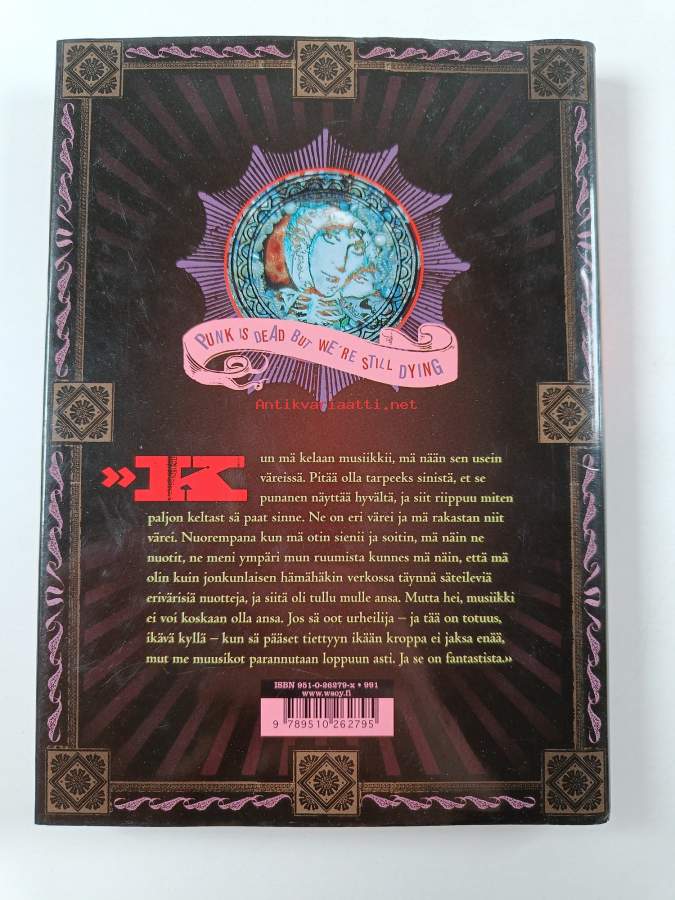 PUNK IS DEAD BUT WE'RE STILL DYING
Antikvariaatti.net
»Kun mä kelaan musiikkii, mä nään sen usein
väreissä. Pitää olla tarpeeks sinistä, et se
punanen näyttää hyvältä, ja siit riippuu miten
paljon keltast sä paat sinne. Ne on eri värei ja mä rakastan niit
värei. Nuorempana kun mä otin sienii ja soitin, mä näin ne
nuotit, ne meni ympäri mun ruumista kunnes mä näin, että mä
olin kuin jonkunlaisen hämähäkin verkossa täynnä säteileviä
erivärisiä nuotteja, ja siitä oli tullu mulle ansa. Mutta hei, musiikki
ei voi koskaan olla ansa. Jos sä oot urheilija – ja tää on totuus,
ikävä kyllä – kun sä pääset tiettyyn ikään kroppa ei jaksa enää,
mut me muusikot parannutaan loppuun asti. Ja se on fantastista.»
ISBN 951-0-26279-x • 991
www.wsoy.fi
9 789510 262795